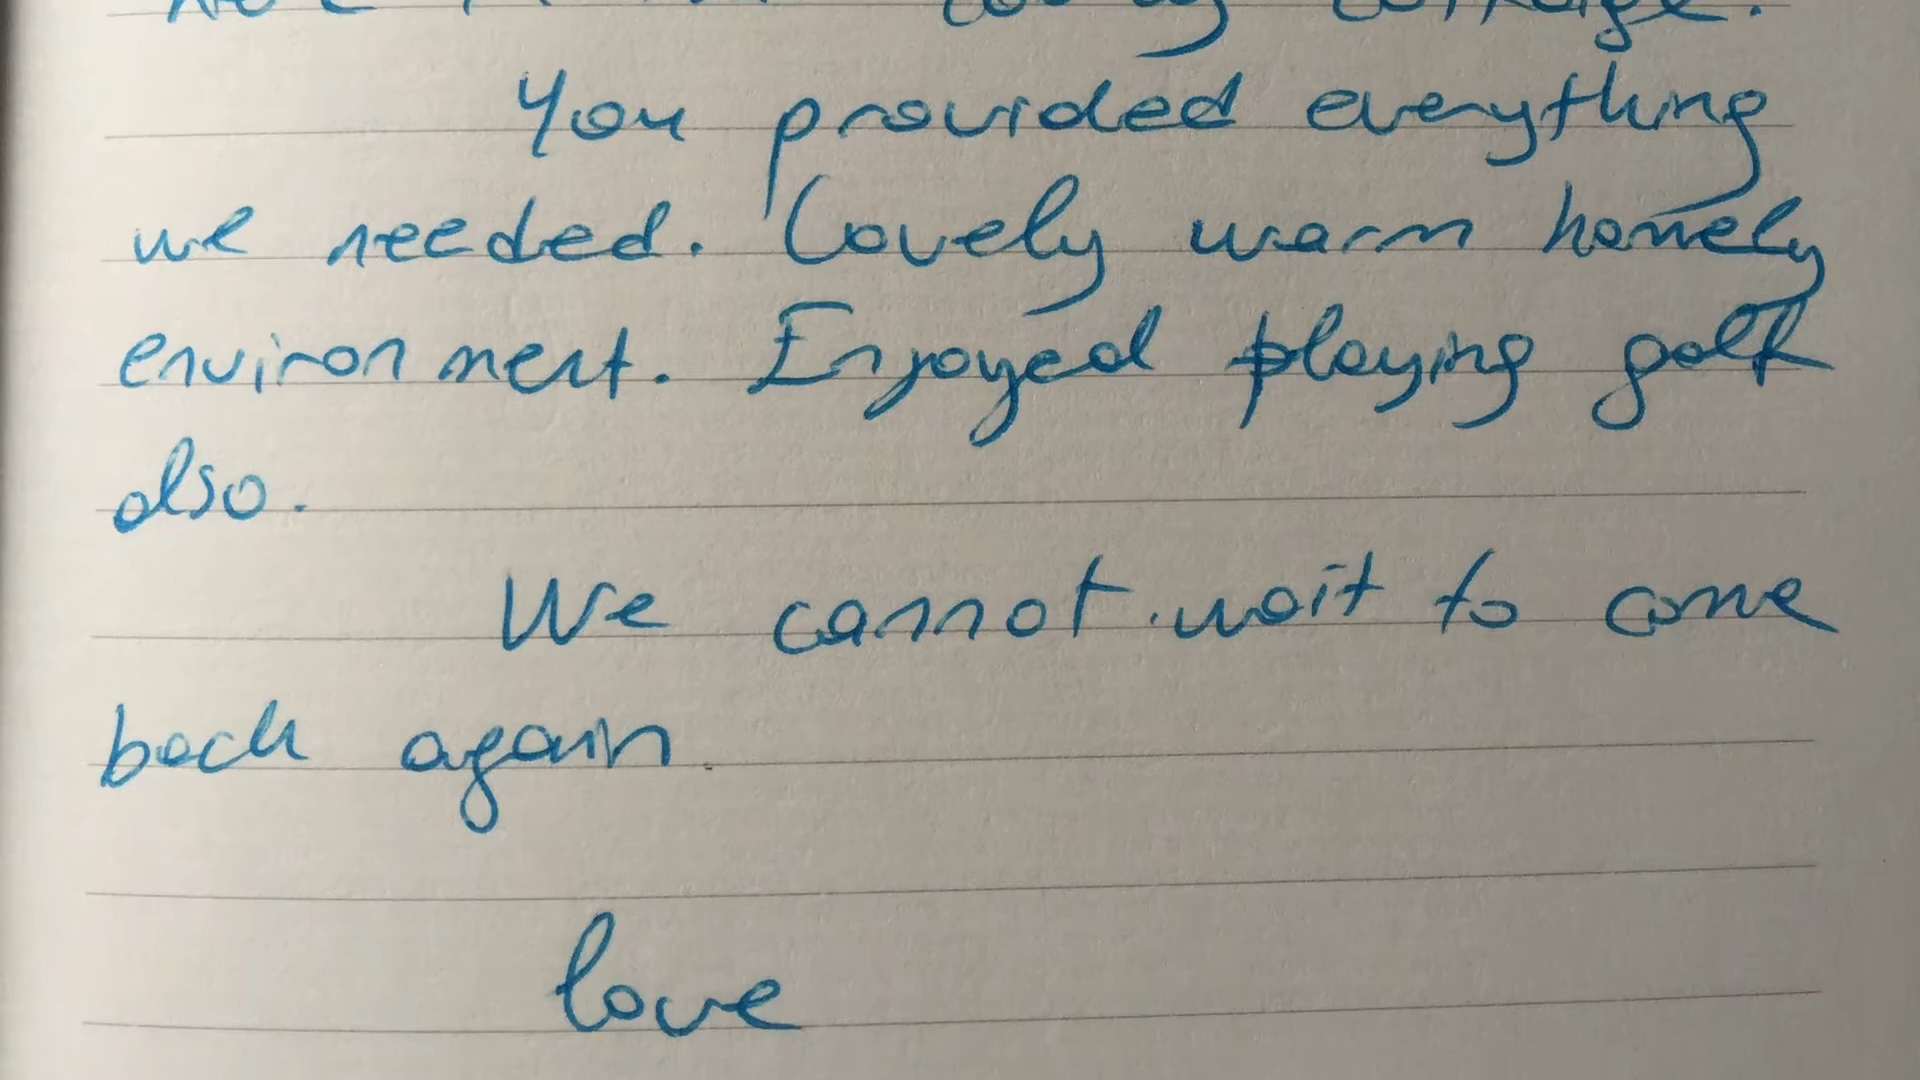 You provided everything
we needed. Lovely warm homely
environment. Enjoyed playing golf
also.
We cannot wait to come
back again.
love